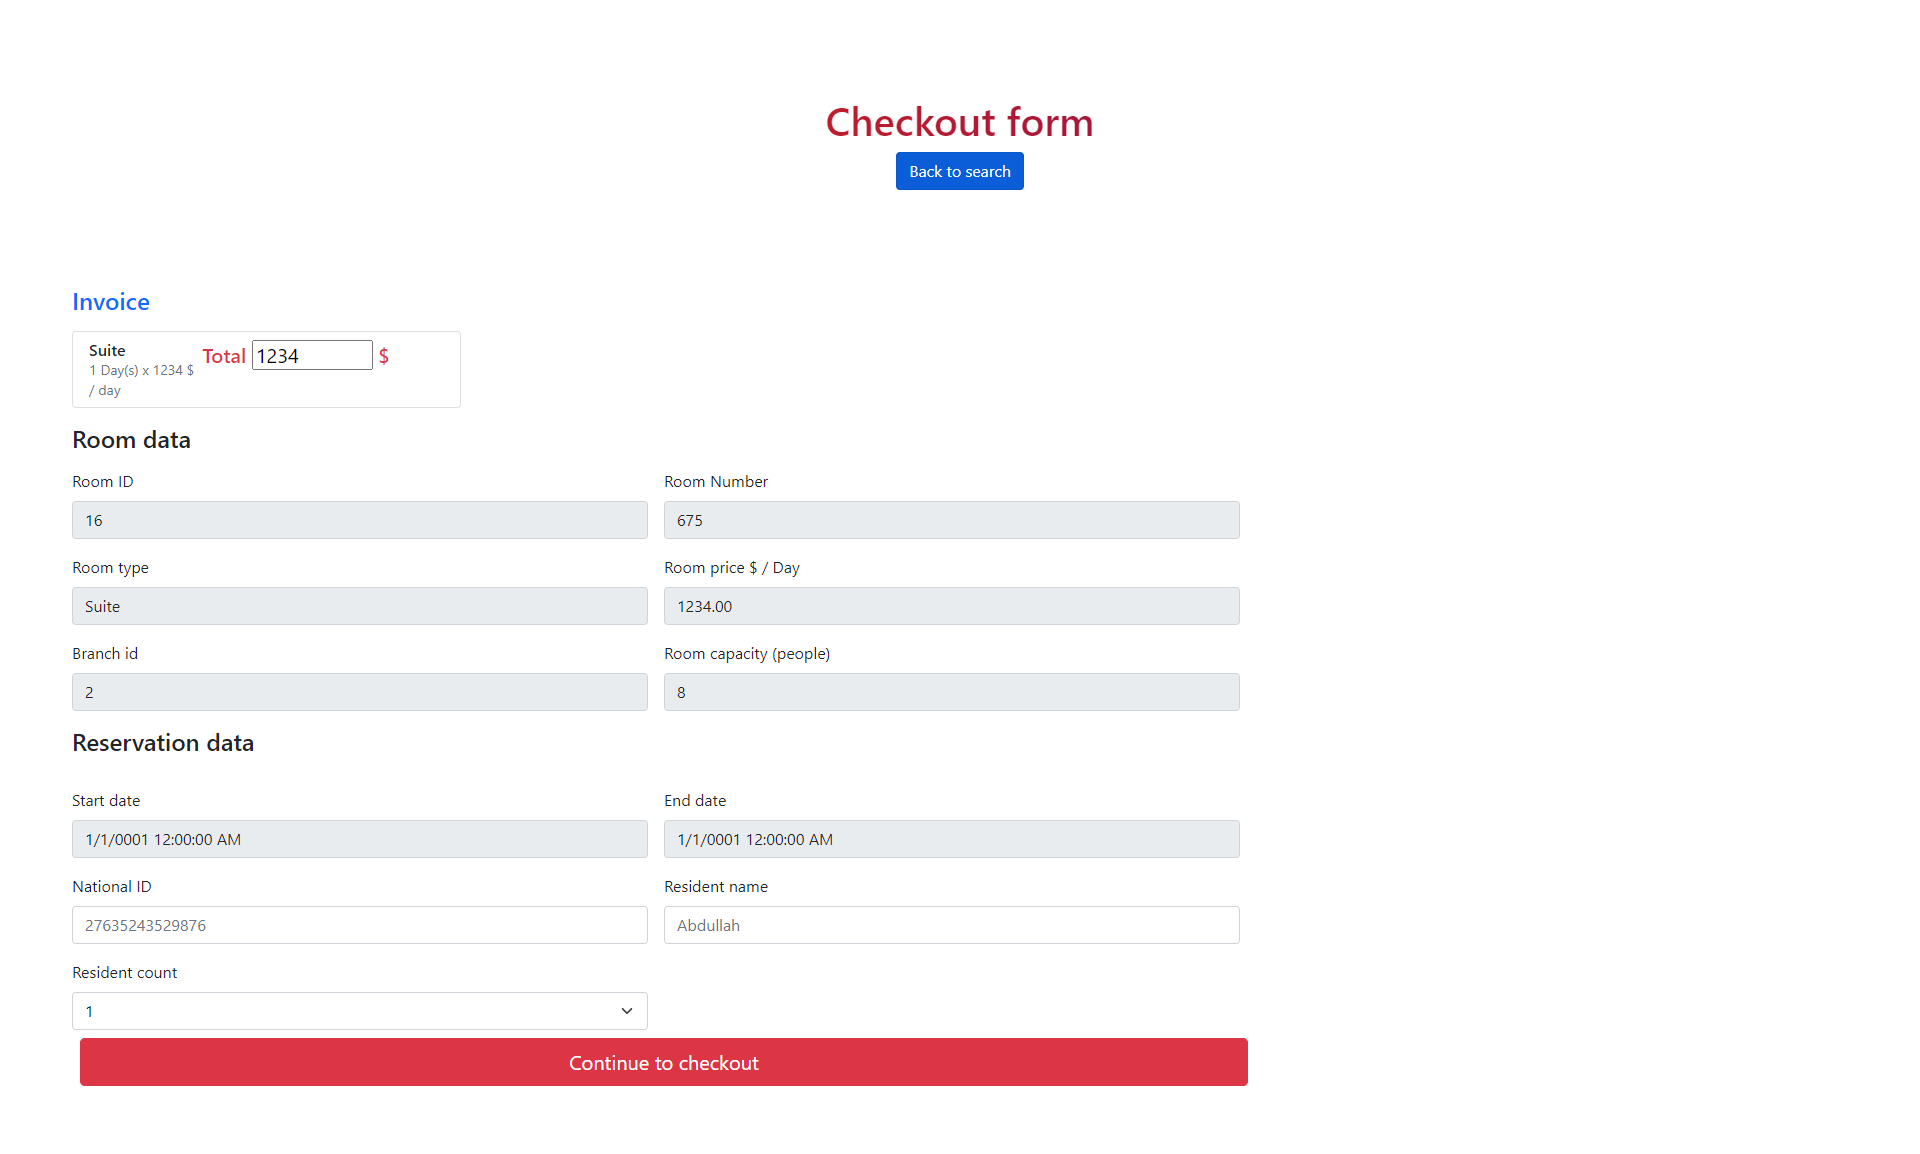 Checkout form
Back to search
Invoice
Suite
1 Day(s) x 1234 $
/ day
Total 1234 $
Room data
Room ID
Room Number
16
675
Room type
Room price $ / Day
Suite
1234.00
Branch id
Room capacity (people)
2
8
Reservation data
Start date
End date
1/1/0001 12:00:00 AM
1/1/0001 12:00:00 AM
National ID
Resident name
27635243529876
Abdullah
Resident count
1
Continue to checkout